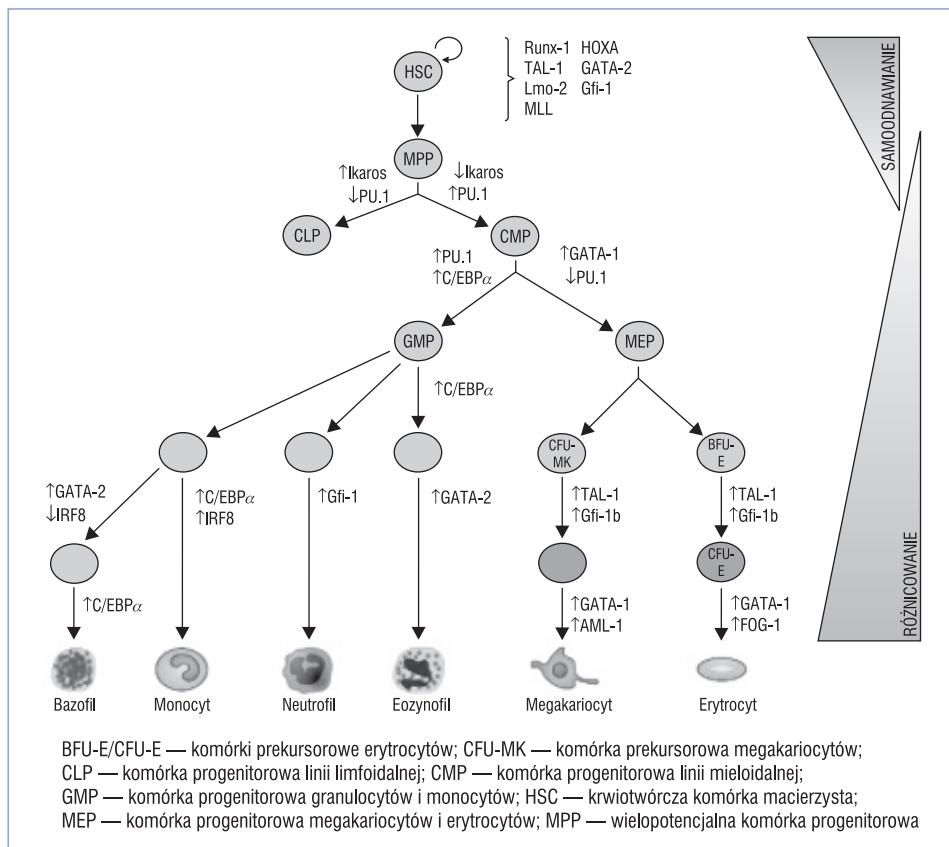 Runx-1 HOXA
TAL-1 GATA-2
Lmo-2 Gfi-1
MLL
HSC
SAMOODNAWIANIE
MPP
↑Ikaros ↓Ikaros
↓PU.1 ↑PU.1
CLP CMP
↑PU.1 ↑GATA-1
↑C/EBPα ↓PU.1
GMP MEP
↑C/EBPα
CFU-MK
BFU-E
↑GATA-2
↓IRF8
↑C/EBPα
↑IRF8
↑Gfi-1
↑GATA-2
↑TAL-1
↑Gfi-1b
↑TAL-1
↑Gfi-1b
CFU-E
↑C/EBPα
↑GATA-1
↑AML-1
↑GATA-1
↑FOG-1
RÓŻNICOWANIE
Bazofil Monocyt Neutrofil Eozynofil Megakariocyt Erytrocyt
BFU-E/CFU-E — komórki prekursorowe erytrocytów; CFU-MK — komórka prekursorowa megakariocytów;
CLP — komórka progenitorowa linii limfoidalnej; CMP — komórka progenitorowa linii mieloidalnej;
GMP — komórka progenitorowa granulocytów i monocytów; HSC — krwiotwórcza komórka macierzysta;
MEP — komórka progenitorowa megakariocytów i erytrocytów; MPP — wielopotencjalna komórka progenitorowa